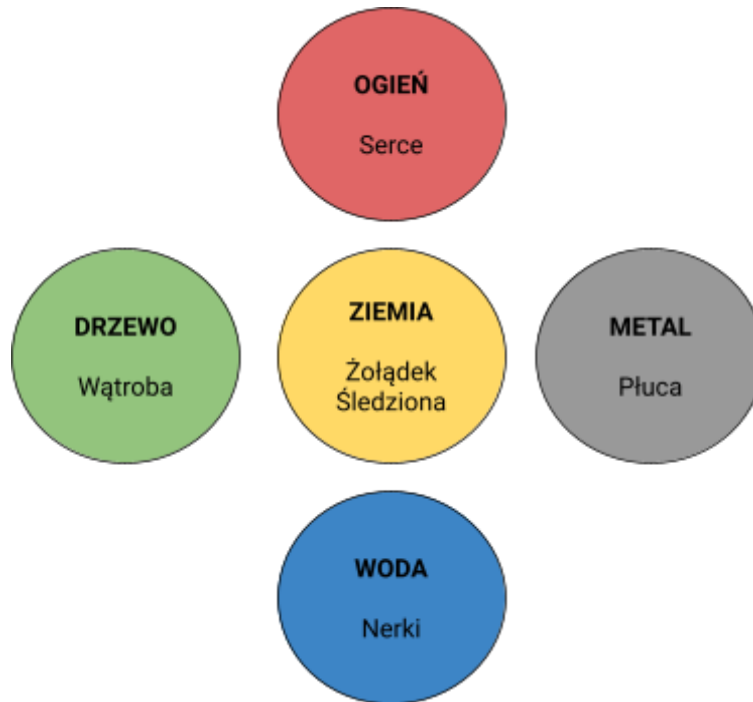 OGIEŃ
Serce
DRZEWO
Wątroba
ZIEMIA
Żołądek
Śledziona
METAL
Płuca
WODA
Nerki